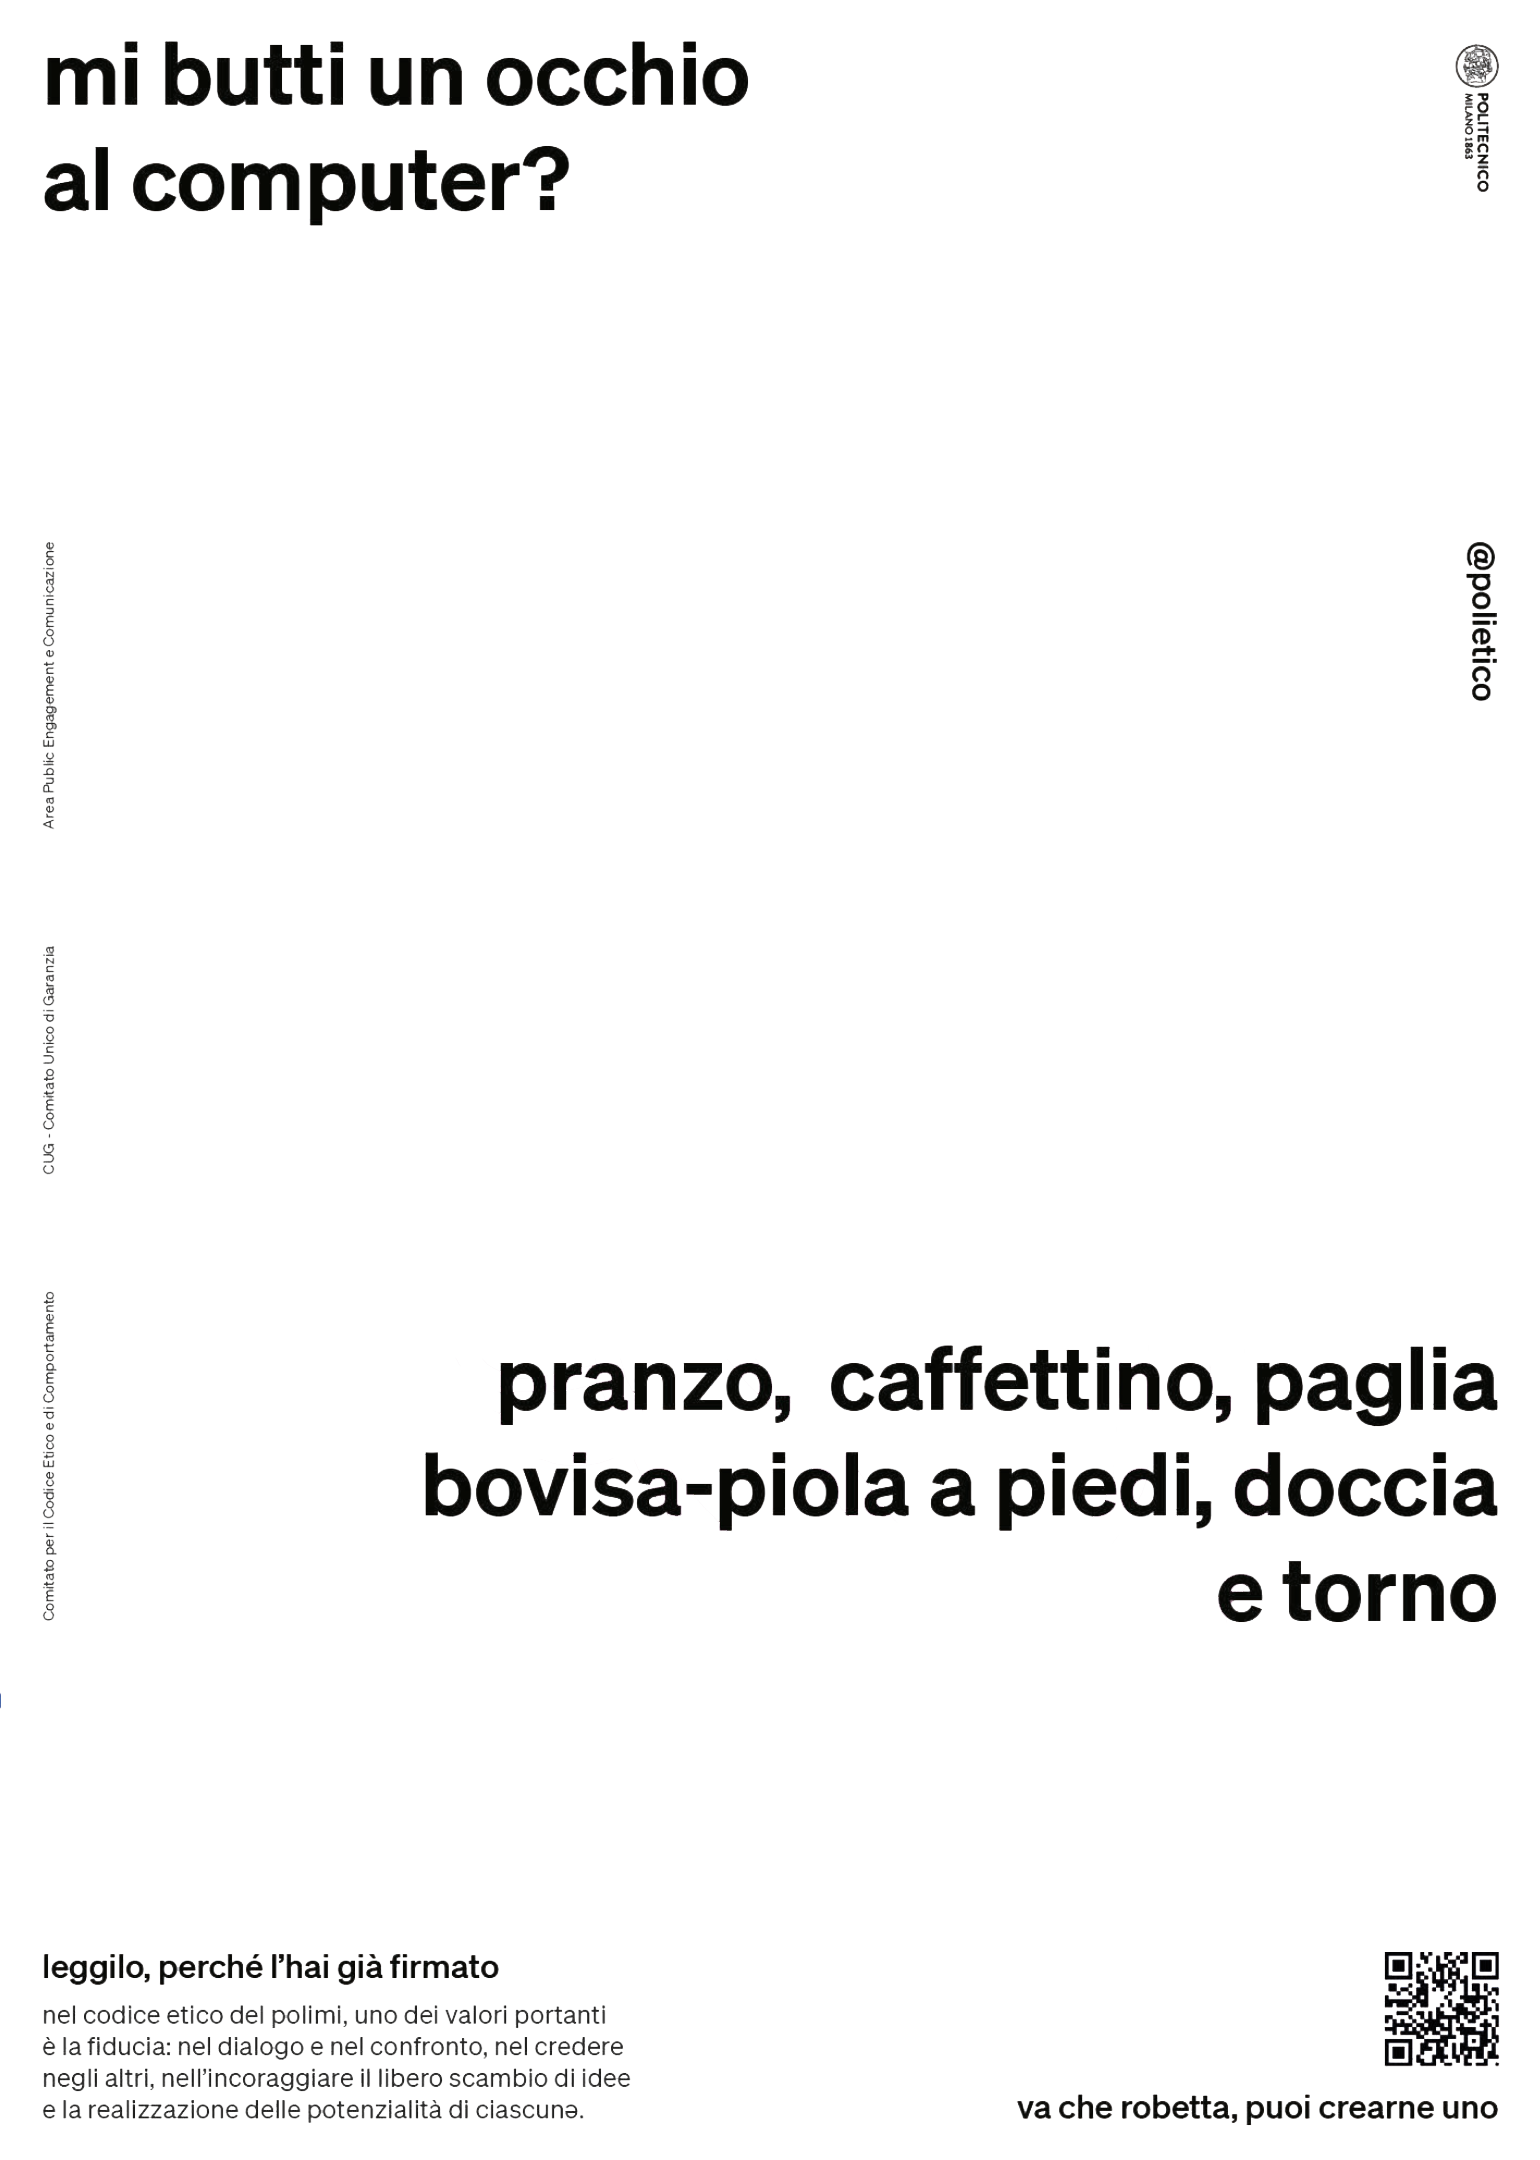 mi butti un occhio
al computer?
POLITECNICO
MILANO 1863
@polietico
Area Public Engagement e Comunicazione
CUG - Comitato Unico di Garanzia
Comitato per il Codice Etico e di Comportamento
pranzo, caffettino, paglia
bovisa-piola a piedi, doccia
e torno
leggilo, perché l’hai già firmato
nel codice etico del polimi, uno dei valori portanti
è la fiducia: nel dialogo e nel confronto, nel credere
negli altri, nell’incoraggiare il libero scambio di idee
e la realizzazione delle potenzialità di ciascunə.
va che robetta, puoi crearne uno